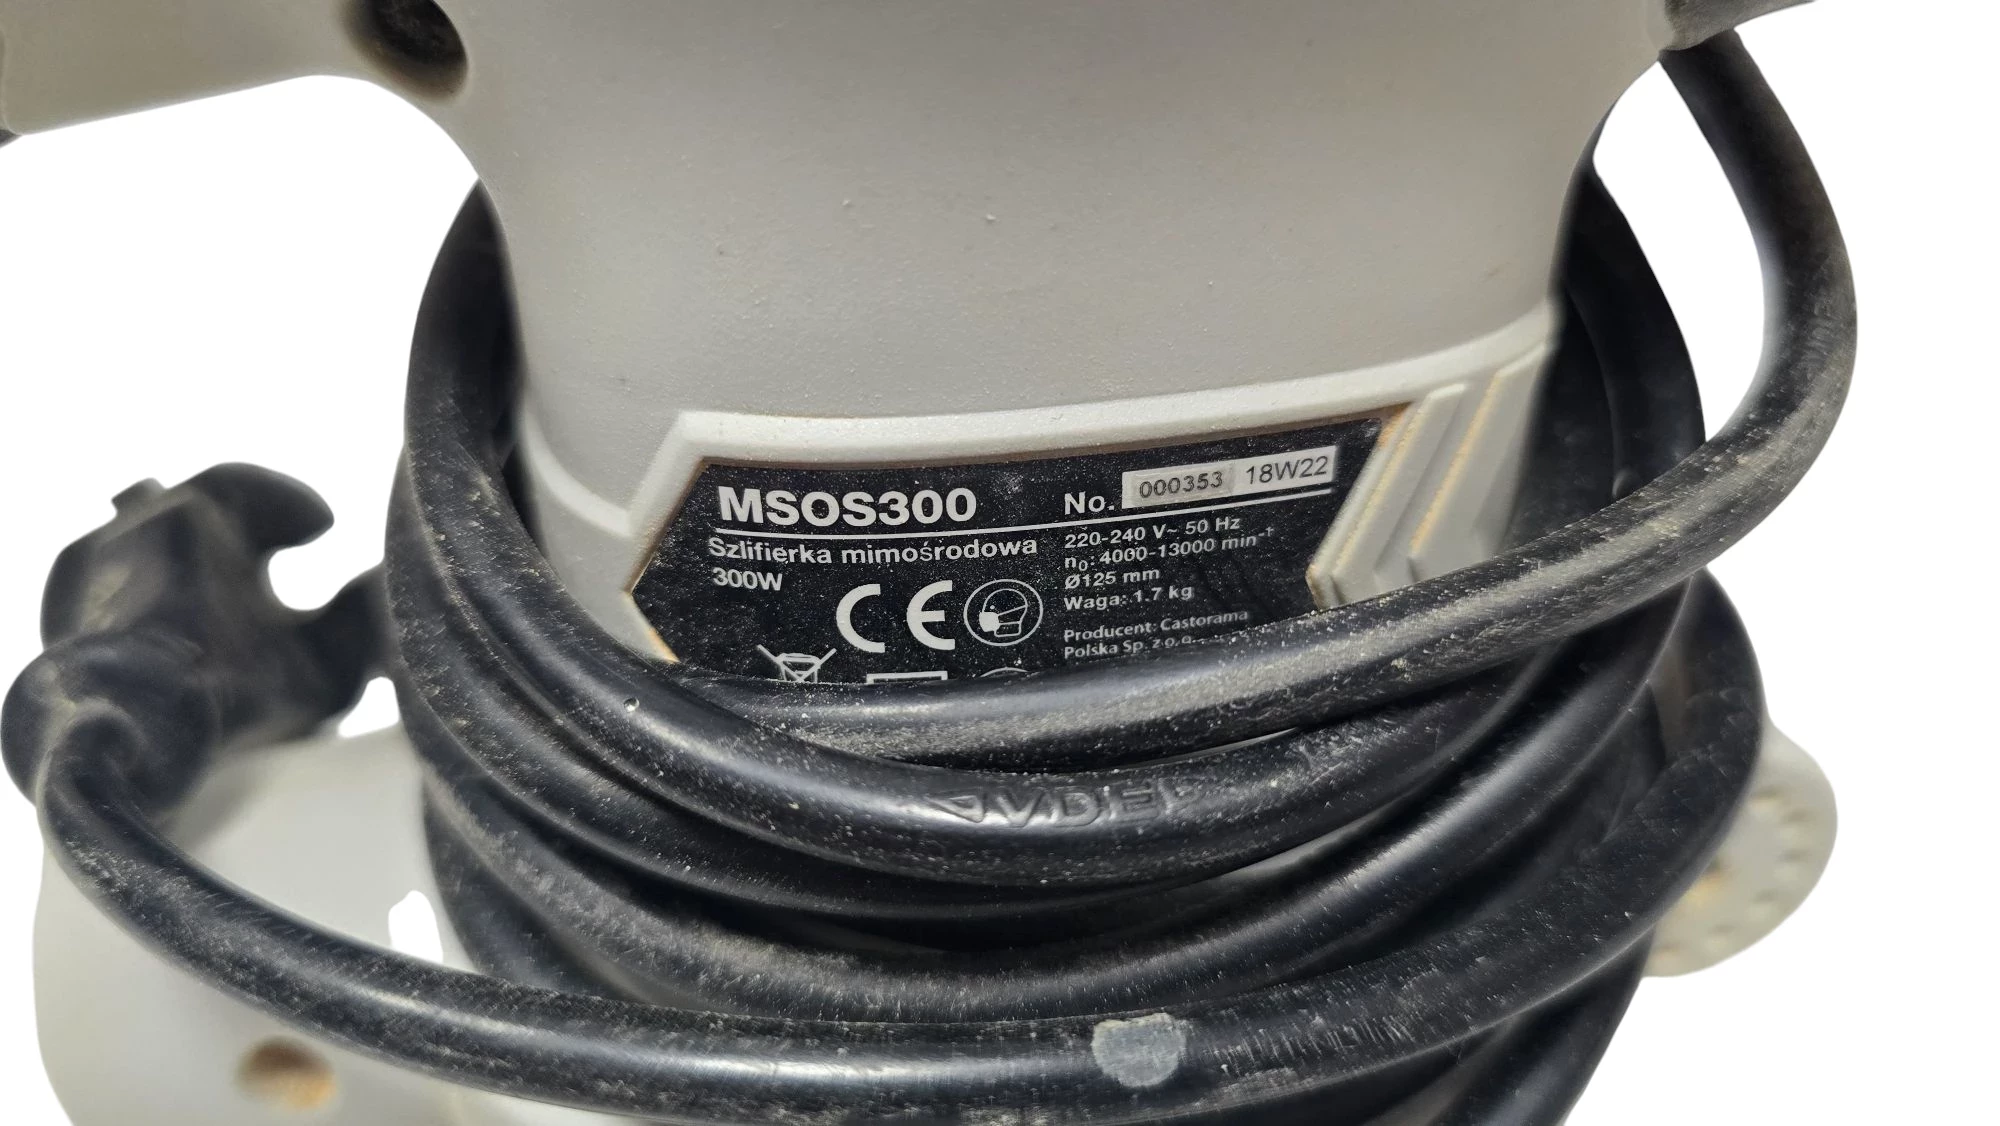 MSOS300
Szlifierka mimośrodowa
300W
CE
No. 000353 18W22
220-240 V~ 50 Hz
n₀: 4000-13000 min⁻¹
Ø125 mm
Waga: 1.7 kg
Producent: Castorama
Polska Sp. z o.o.